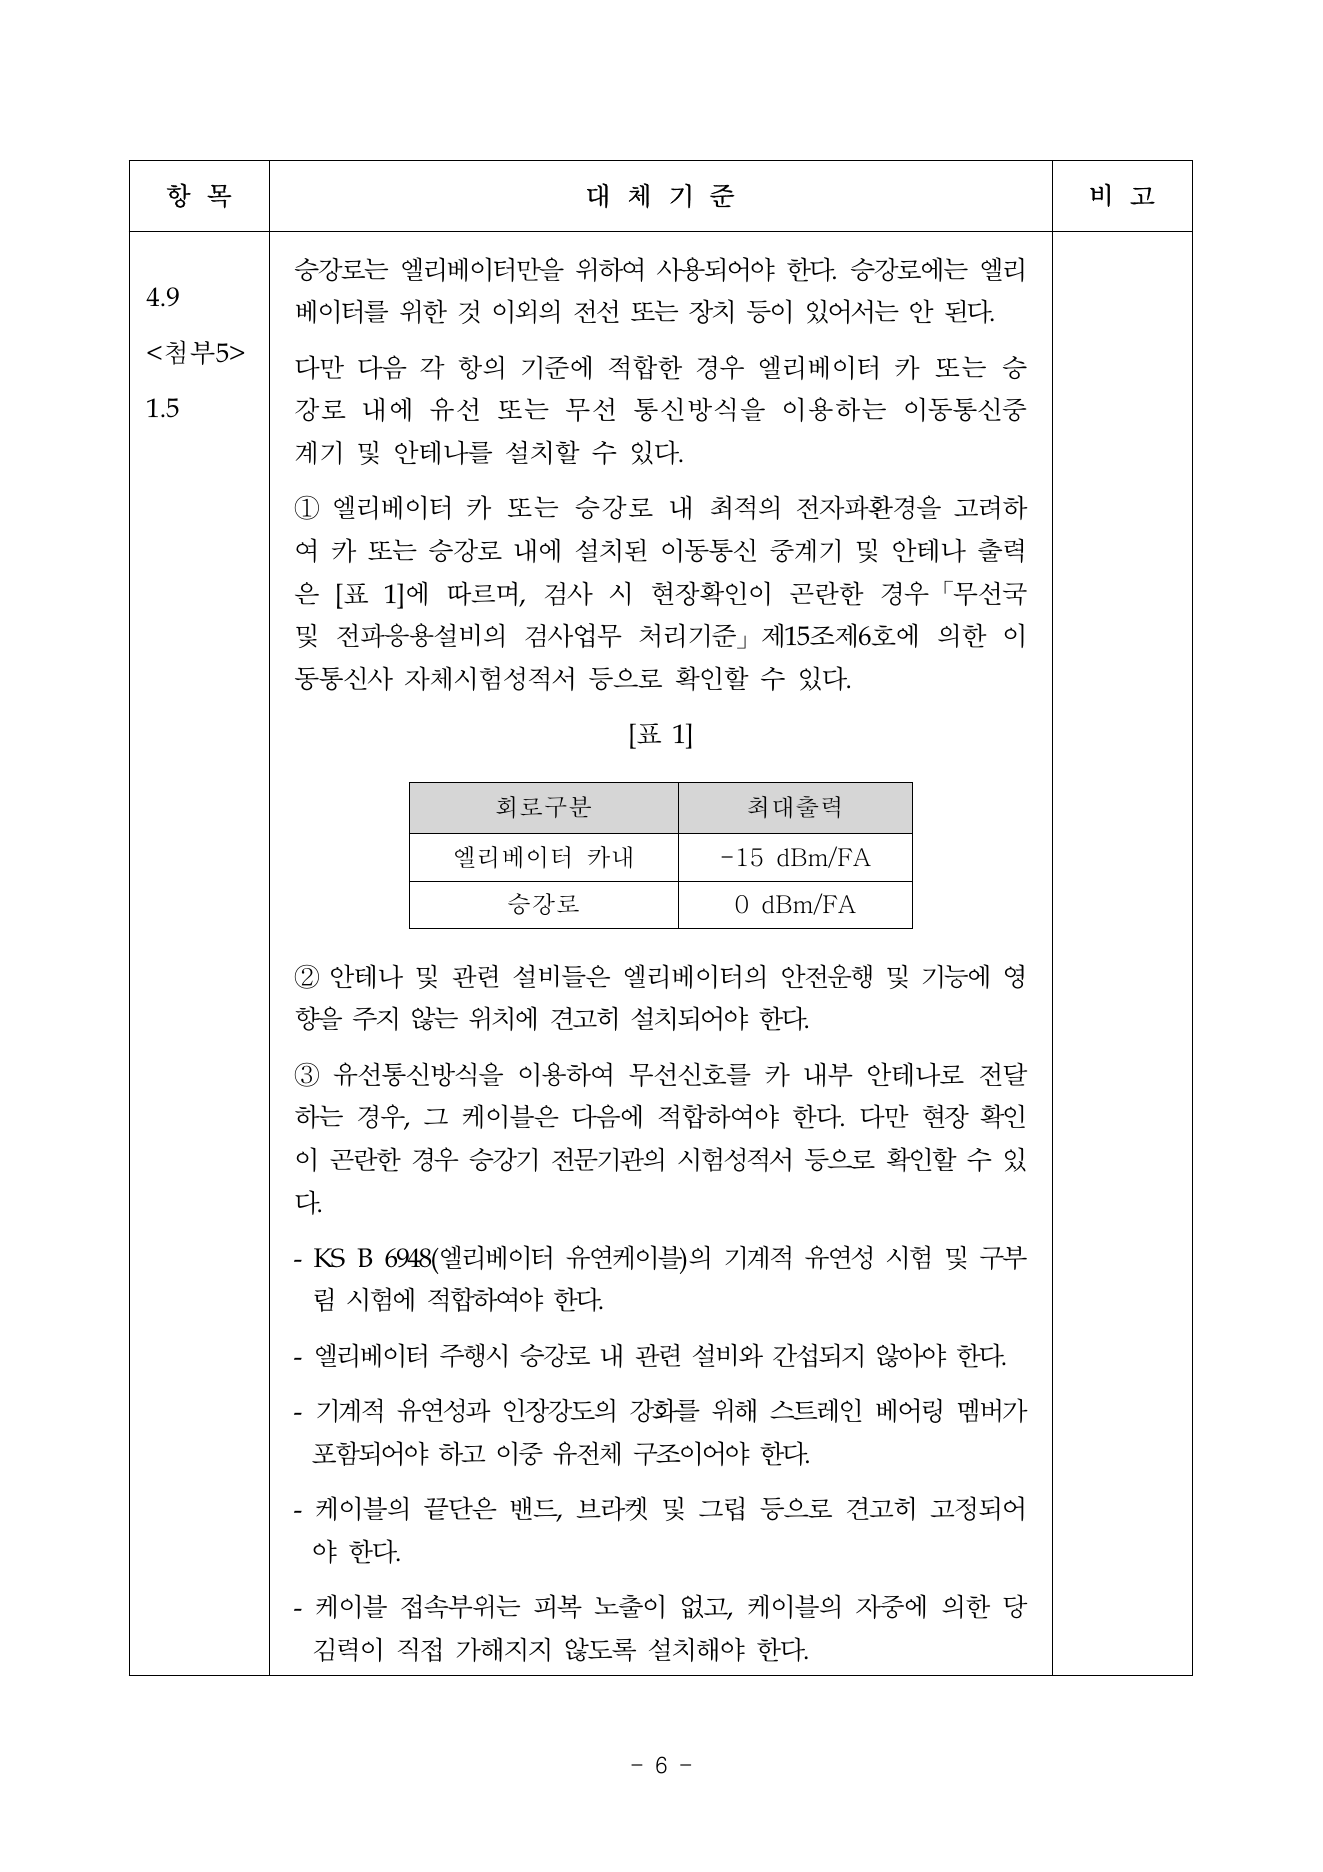 항 목
대 체 기 준
비 고
4.9
<첨부5>
1.5
승강로는 엘리베이터만을 위하여 사용되어야 한다. 승강로에는 엘리
베이터를 위한 것 이외의 전선 또는 장치 등이 있어서는 안 된다.
다만 다음 각 항의 기준에 적합한 경우 엘리베이터 카 또는 승
강로 내에 유선 또는 무선 통신방식을 이용하는 이동통신중
계기 및 안테나를 설치할 수 있다.
① 엘리베이터 카 또는 승강로 내 최적의 전자파환경을 고려하
여 카 또는 승강로 내에 설치된 이동통신 중계기 및 안테나 출력
은 [표 1]에 따르며, 검사 시 현장확인이 곤란한 경우「무선국
및 전파응용설비의 검사업무 처리기준」제15조제6호에 의한 이
동통신사 자체시험성적서 등으로 확인할 수 있다.
[표 1]
회로구분 최대출력
엘리베이터 카내 -15 dBm/FA
승강로 0 dBm/FA
② 안테나 및 관련 설비들은 엘리베이터의 안전운행 및 기능에 영
향을 주지 않는 위치에 견고히 설치되어야 한다.
③ 유선통신방식을 이용하여 무선신호를 카 내부 안테나로 전달
하는 경우, 그 케이블은 다음에 적합하여야 한다. 다만 현장 확인
이 곤란한 경우 승강기 전문기관의 시험성적서 등으로 확인할 수 있
다.
- KS B 6948(엘리베이터 유연케이블)의 기계적 유연성 시험 및 구부
림 시험에 적합하여야 한다.
- 엘리베이터 주행시 승강로 내 관련 설비와 간섭되지 않아야 한다.
- 기계적 유연성과 인장강도의 강화를 위해 스트레인 베어링 멤버가
포함되어야 하고 이중 유전체 구조이어야 한다.
- 케이블의 끝단은 밴드, 브라켓 및 그립 등으로 견고히 고정되어
야 한다.
- 케이블 접속부위는 피복 노출이 없고, 케이블의 자중에 의한 당
김력이 직접 가해지지 않도록 설치해야 한다.
- 6 -